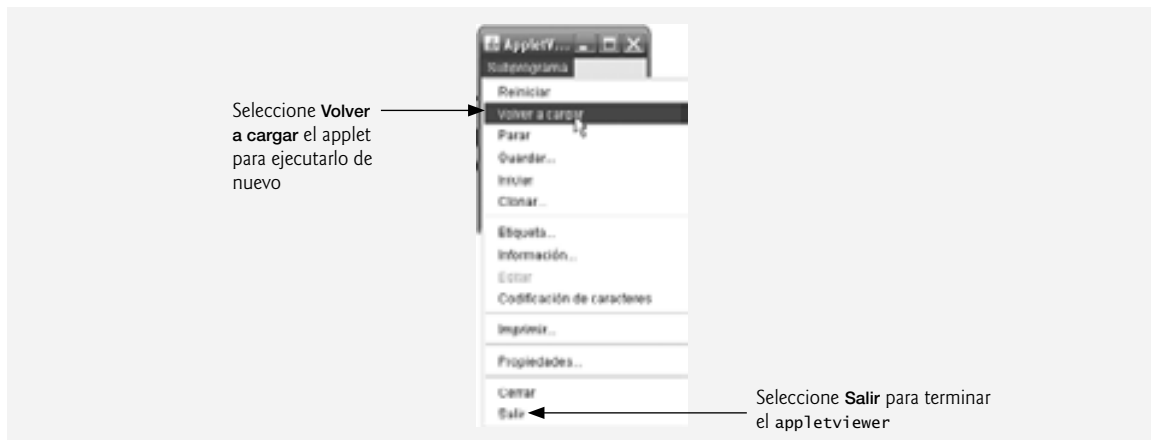 AppletV...
Subprograma
Reiniciar
Seleccione Volver
a cargar el applet
para ejecutarlo de
nuevo
Volver a cargar
Parar
Guardar...
Iniciar
Clonar...
Etiqueta...
Información...
Editar
Codificación de caracteres
Imprimir...
Propiedades...
Cerrar
Salir
Seleccione Salir para terminar
el appletviewer